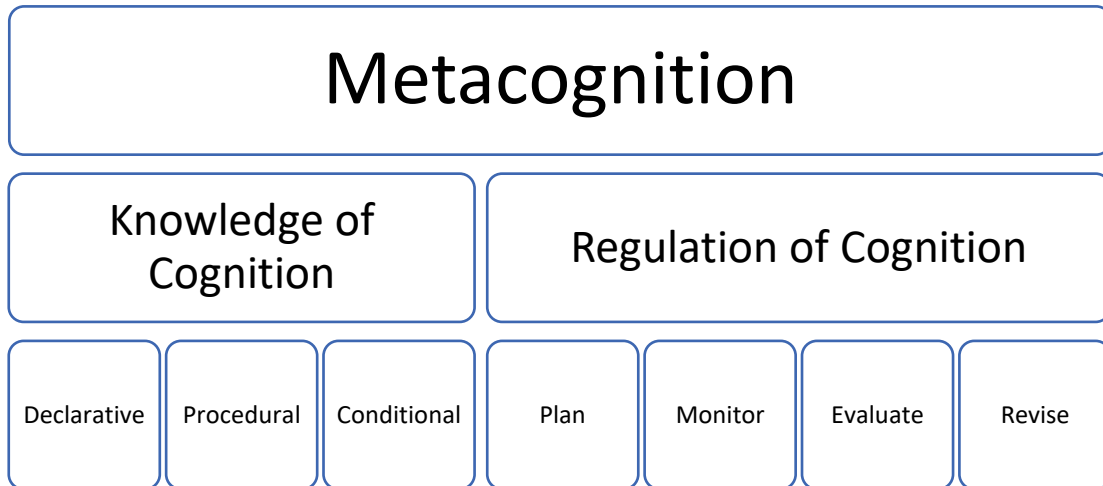 Metacognition
Knowledge of
Cognition
Regulation of Cognition
Declarative
Procedural
Conditional
Plan
Monitor
Evaluate
Revise